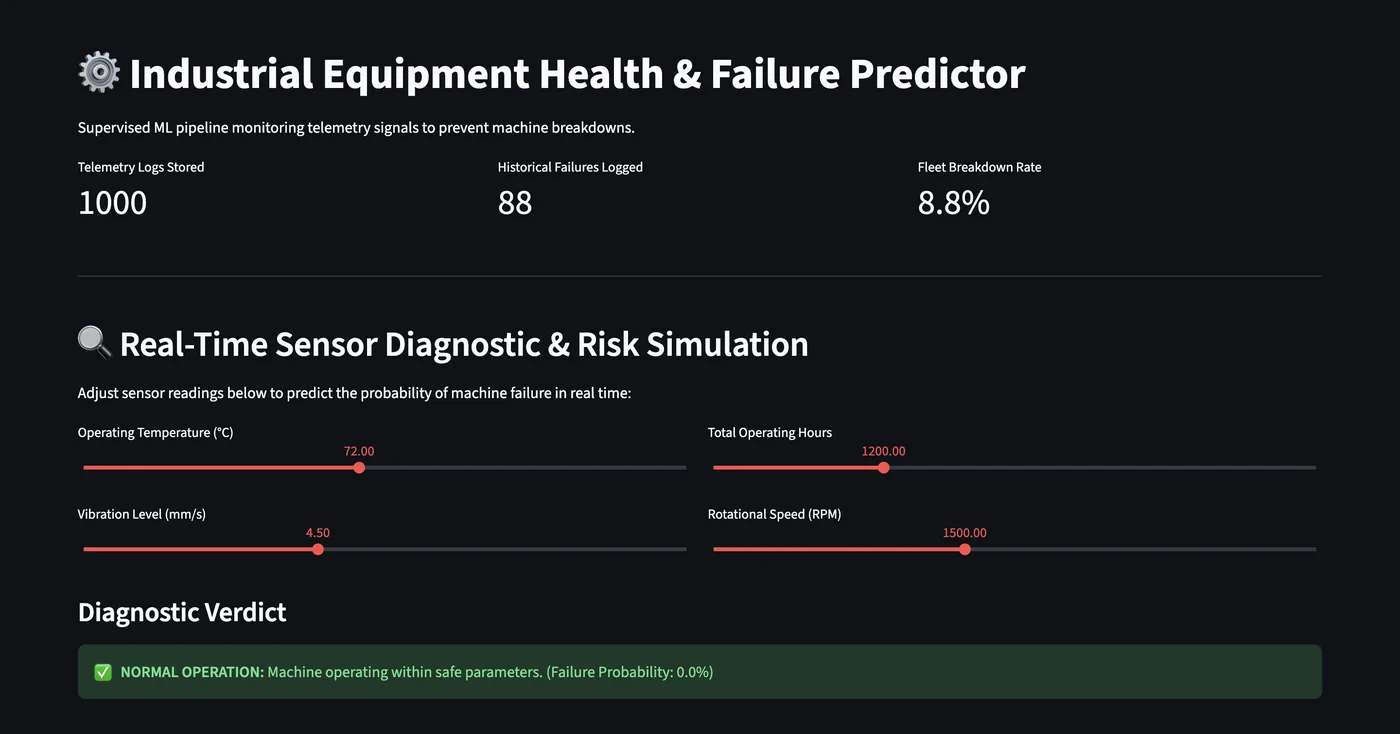 ⚙️ Industrial Equipment Health & Failure Predictor
Supervised ML pipeline monitoring telemetry signals to prevent machine breakdowns.
Telemetry Logs Stored
1000
Historical Failures Logged
88
Fleet Breakdown Rate
8.8%
🔍 Real-Time Sensor Diagnostic & Risk Simulation
Adjust sensor readings below to predict the probability of machine failure in real time:
Operating Temperature (°C)
72.00
Total Operating Hours
1200.00
Vibration Level (mm/s)
4.50
Rotational Speed (RPM)
1500.00
Diagnostic Verdict
✅ NORMAL OPERATION: Machine operating within safe parameters. (Failure Probability: 0.0%)